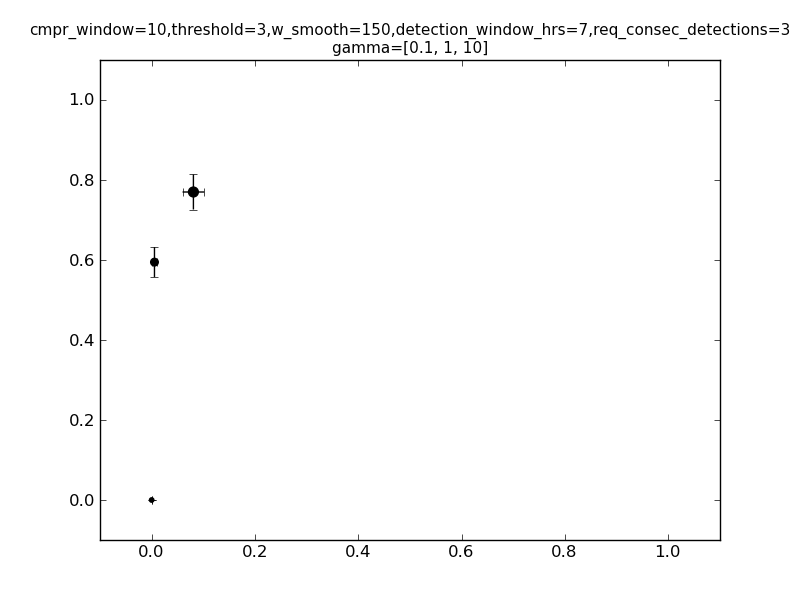 cmpr_window=10,threshold=3,w_smooth=150,detection_window_hrs=7,req_consec_detections=3
gamma=[0.1, 1, 10]
1.0
0.8
0.6
0.4
0.2
0.0
0.0 0.2 0.4 0.6 0.8 1.0